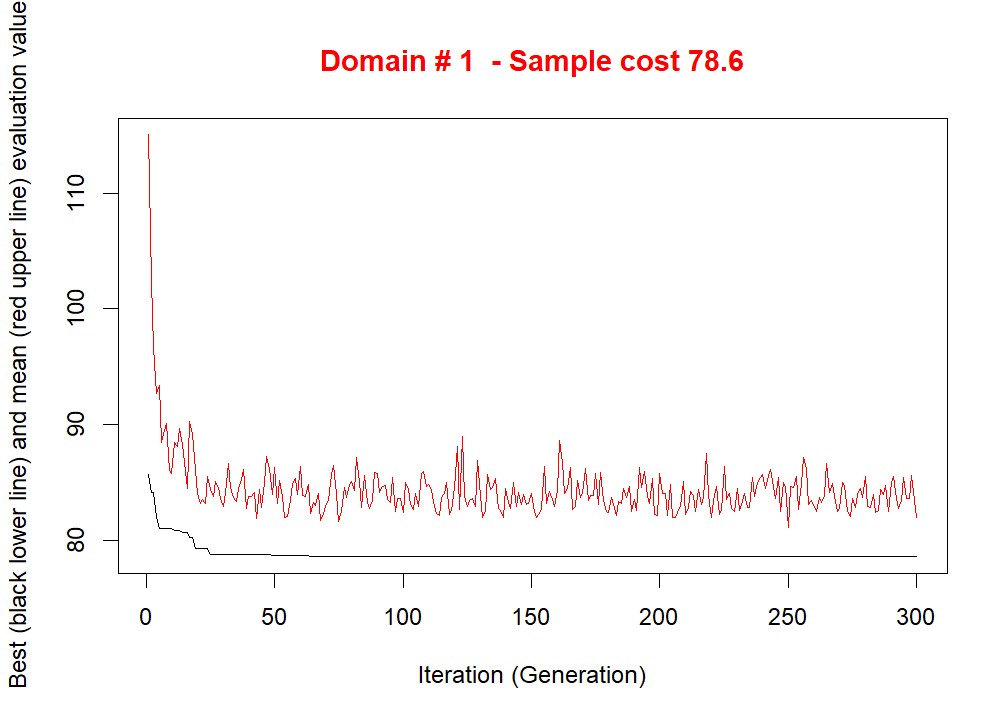 Domain # 1  - Sample cost 78.6
Best (black lower line) and mean (red upper line) evaluation value
110
100
90
80
0 50 100 150 200 250 300
Iteration (Generation)